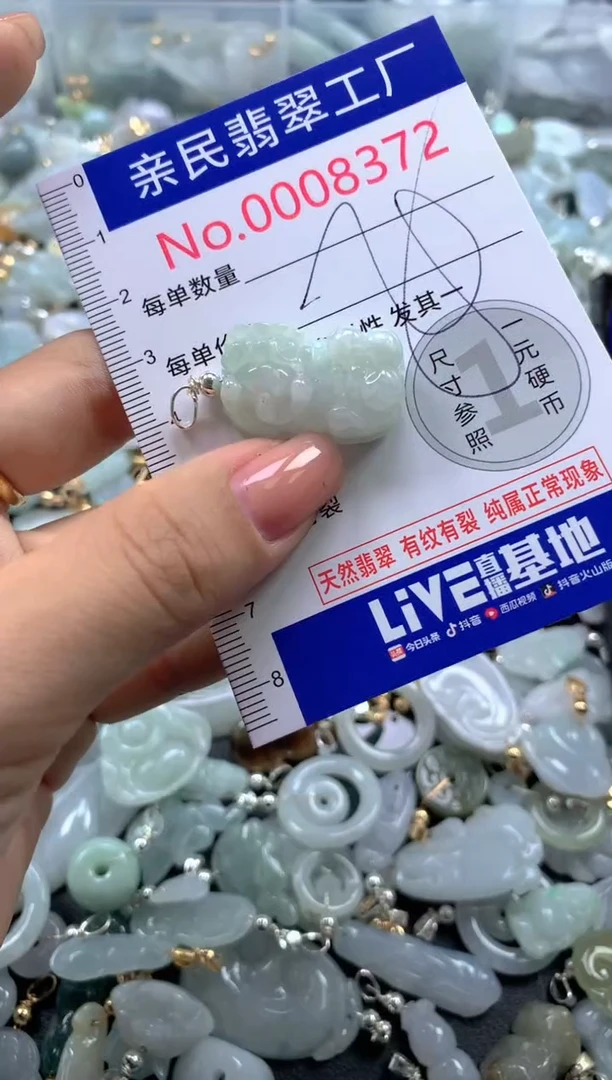 亲民翡翠工厂
No.0008372
0
1
2
3
7
8
每单数量
每单
性 发其一
裂
一元硬币
1
尺寸参照
天然翡翠 有纹有裂 纯属正常现象
LiVE直播基地
头条 今日头条 抖音 西瓜视频 抖音火山版